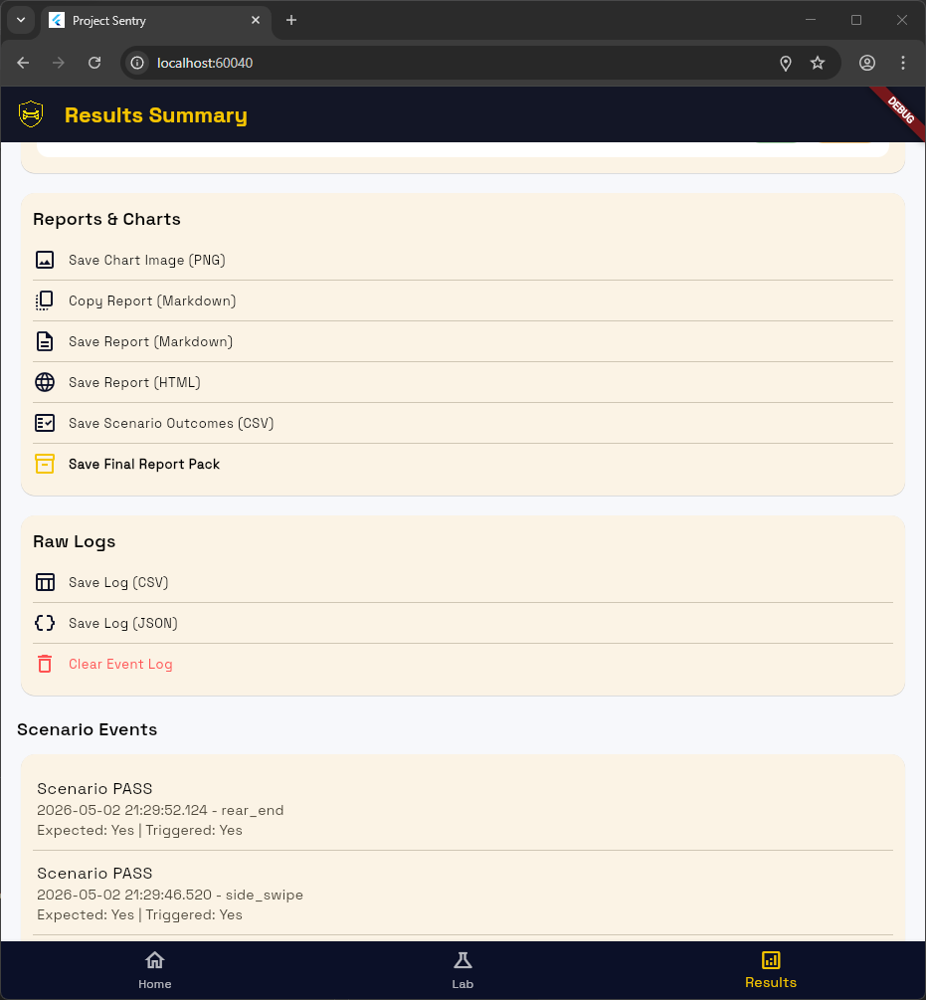 Project Sentry
localhost:60040
Results Summary
DEBUG
Reports & Charts
Save Chart Image (PNG)
Copy Report (Markdown)
Save Report (Markdown)
Save Report (HTML)
Save Scenario Outcomes (CSV)
Save Final Report Pack
Raw Logs
Save Log (CSV)
Save Log (JSON)
Clear Event Log
Scenario Events
Scenario PASS
2026-05-02 21:29:52.124 - rear_end
Expected: Yes | Triggered: Yes
Scenario PASS
2026-05-02 21:29:46.520 - side_swipe
Expected: Yes | Triggered: Yes
Home
Lab
Results